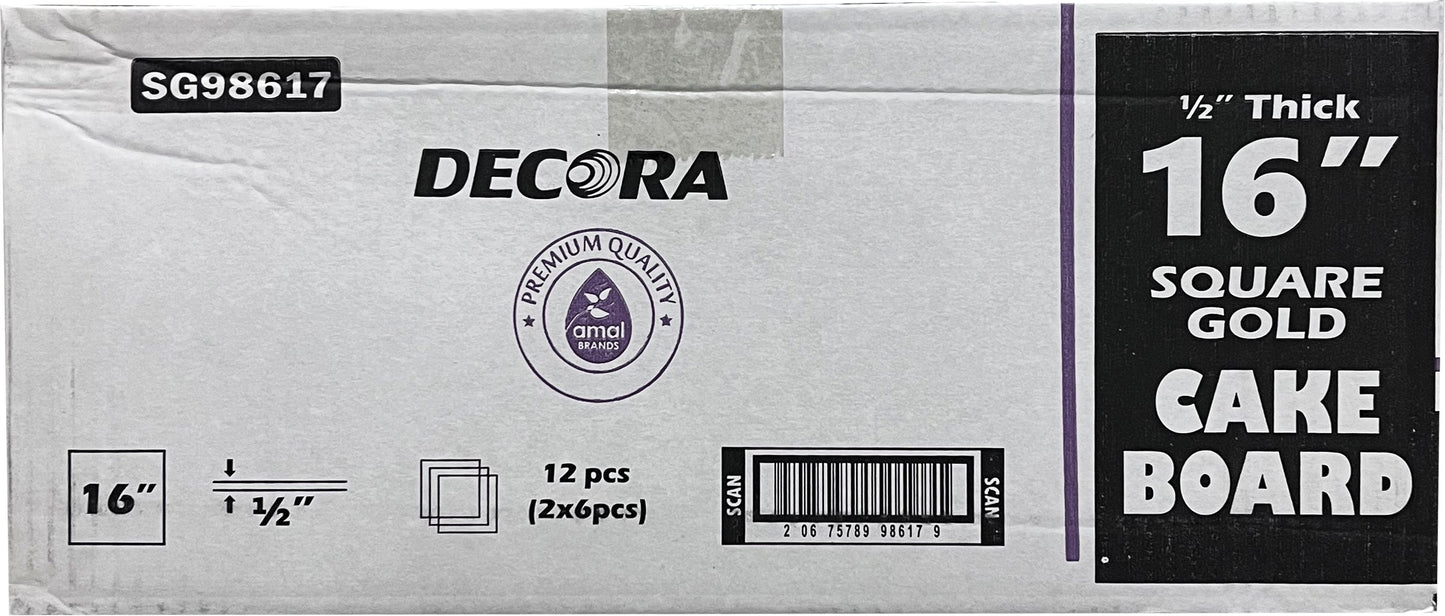 SG98617
DECORA
PREMIUM QUALITY
amal
BRANDS
16″
½″
12 pcs
(2x6pcs)
SCAN
2 06 75789 98617 9
SCAN
½″ Thick
16″
SQUARE
GOLD
CAKE
BOARD